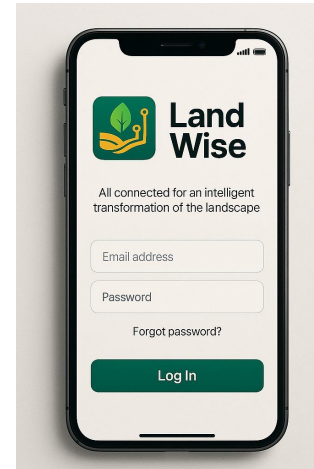 Land
Wise
All connected for an intelligent
transformation of the landscape
Email address
Password
Forgot password?
Log In